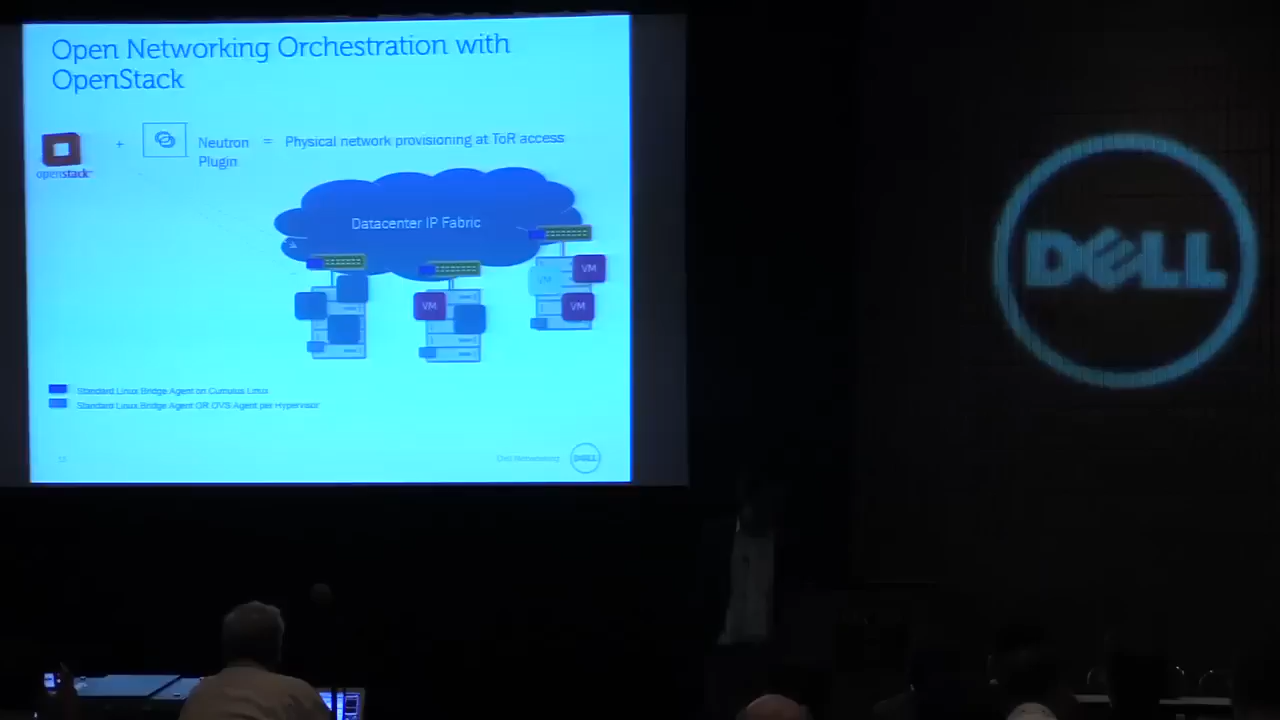 Open Networking Orchestration with
OpenStack
openstack
+
Neutron
Plugin
= Physical network provisioning at ToR access
Datacenter IP Fabric
VM
VM
VM
VM
Standard Linux Bridge Agent on Cumulus Linux
Standard Linux Bridge Agent OR OVS Agent per Hypervisor
Dell Networking
DELL
DELL